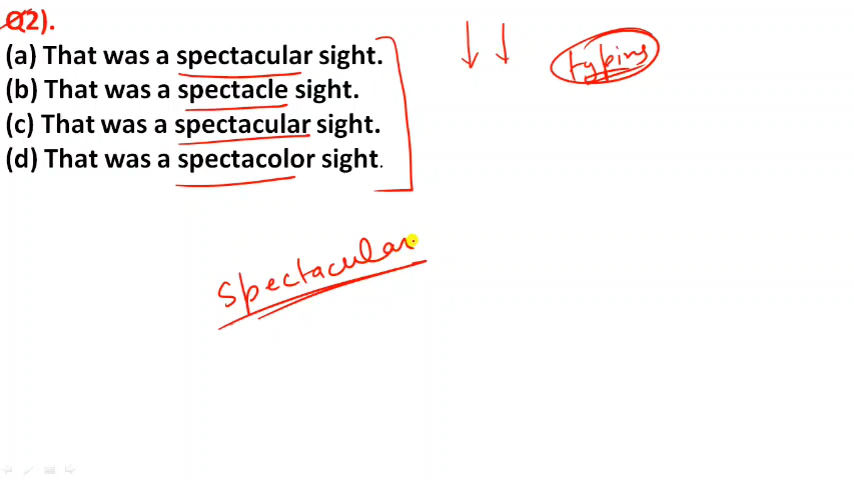 Q2).
(a) That was a spectacular sight.
typing
(b) That was a spectacle sight.
(c) That was a spectacular sight.
(d) That was a spectacolor sight.
Spectacular